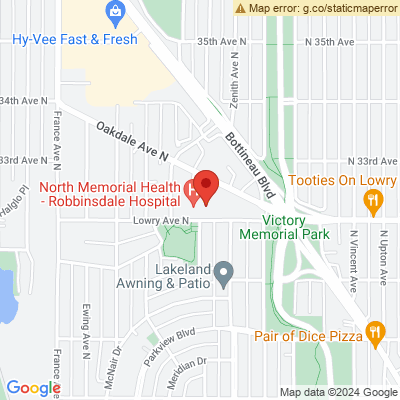 Map error: g.co/staticmaperror
Hy-Vee Fast & Fresh
35th Ave N
N 35th Ave
Zenith Ave N
34th Ave N
Oakdale Ave N
Bottineau Blvd
France Ave N
33rd Ave N
N 33rd Ave
Halglo Pl
North Memorial Health
- Robbinsdale Hospital
Tooties On Lowry
Lowry Ave N
Victory
Memorial Park
N Vincent Ave
N Upton Ave
Lakeland
Awning & Patio
Ewing Ave N
McNair Dr
Parkview Blvd
Meridian Dr
Pair of Dice Pizza
France Ave
Google
Map data ©2024 Google